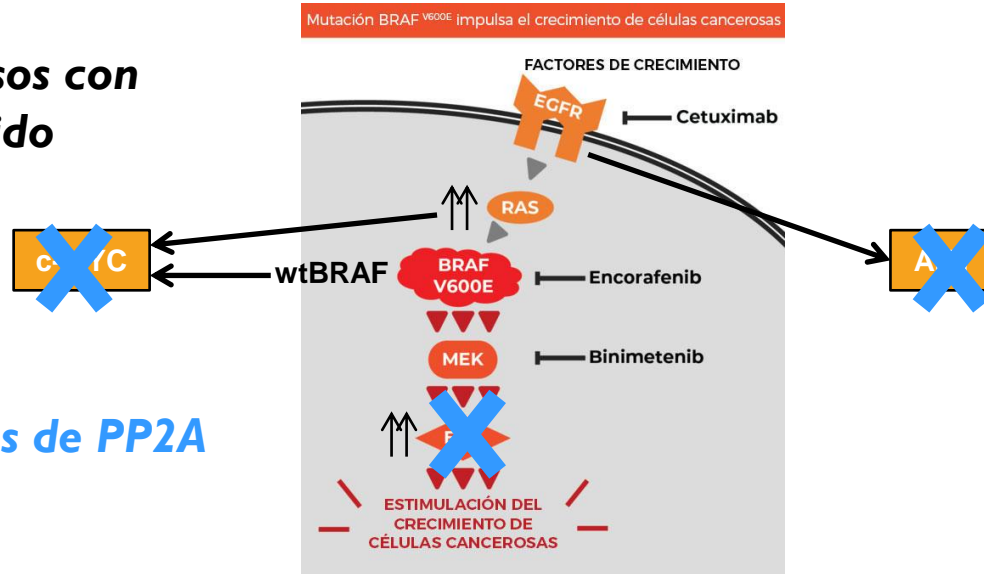 Mutación BRAF V600E impulsa el crecimiento de células cancerosas
sos con
ido
FACTORES DE CRECIMIENTO
EGFR
Cetuximab
RAS
wtBRAF
BRAF
V600E
Encorafenib
MEK
Binimetenib
s de PP2A
ESTIMULACIÓN DEL
CRECIMIENTO DE
CÉLULAS CANCEROSAS